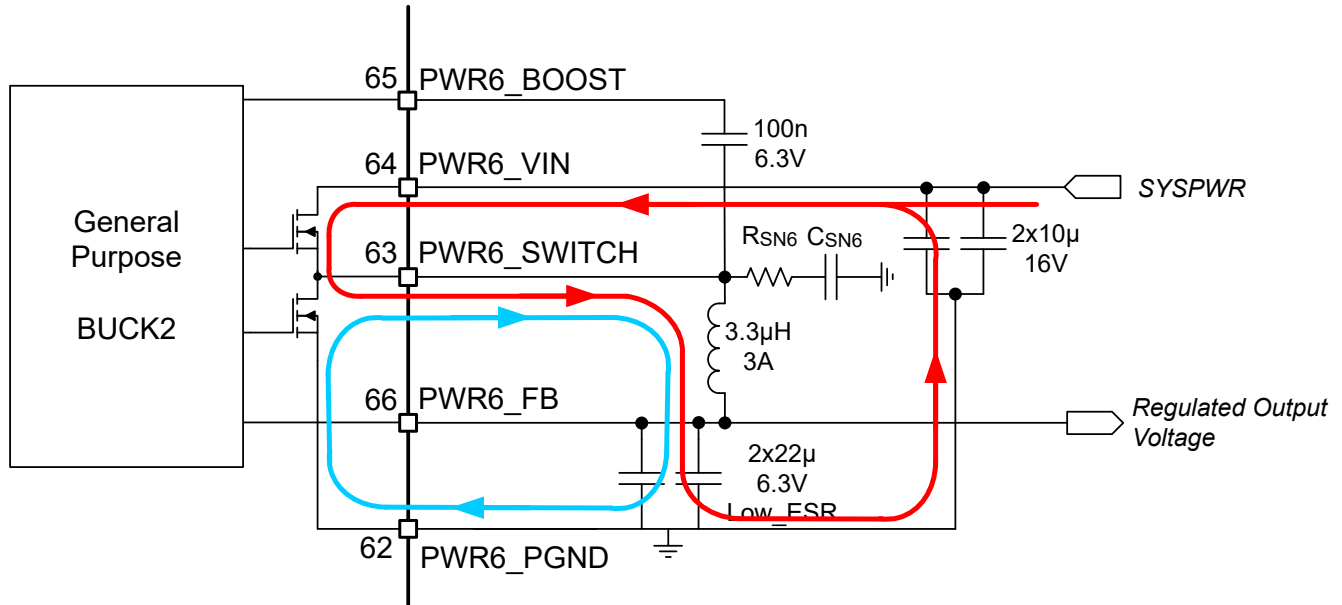 65 PWR6_BOOST
100n
6.3V
64 PWR6_VIN
SYSPWR
General
Purpose
BUCK2
RSN6 CSN6
2x10µ
16V
63 PWR6_SWITCH
3.3µH
3A
66 PWR6_FB
Regulated Output
Voltage
2x22µ
6.3V
Low_ESR
62 PWR6_PGND